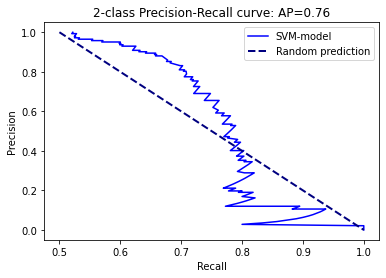 2-class Precision-Recall curve: AP=0.76
SVM-model
Random prediction
Precision
1.0
0.8
0.6
0.4
0.2
0.0
0.5 0.6 0.7 0.8 0.9 1.0
Recall